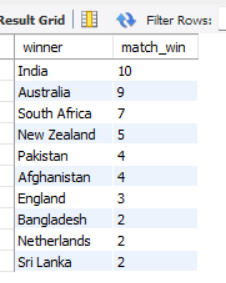 Result Grid Filter Rows:
winner match_win
India 10
Australia 9
South Africa 7
New Zealand 5
Pakistan 4
Afghanistan 4
England 3
Bangladesh 2
Netherlands 2
Sri Lanka 2